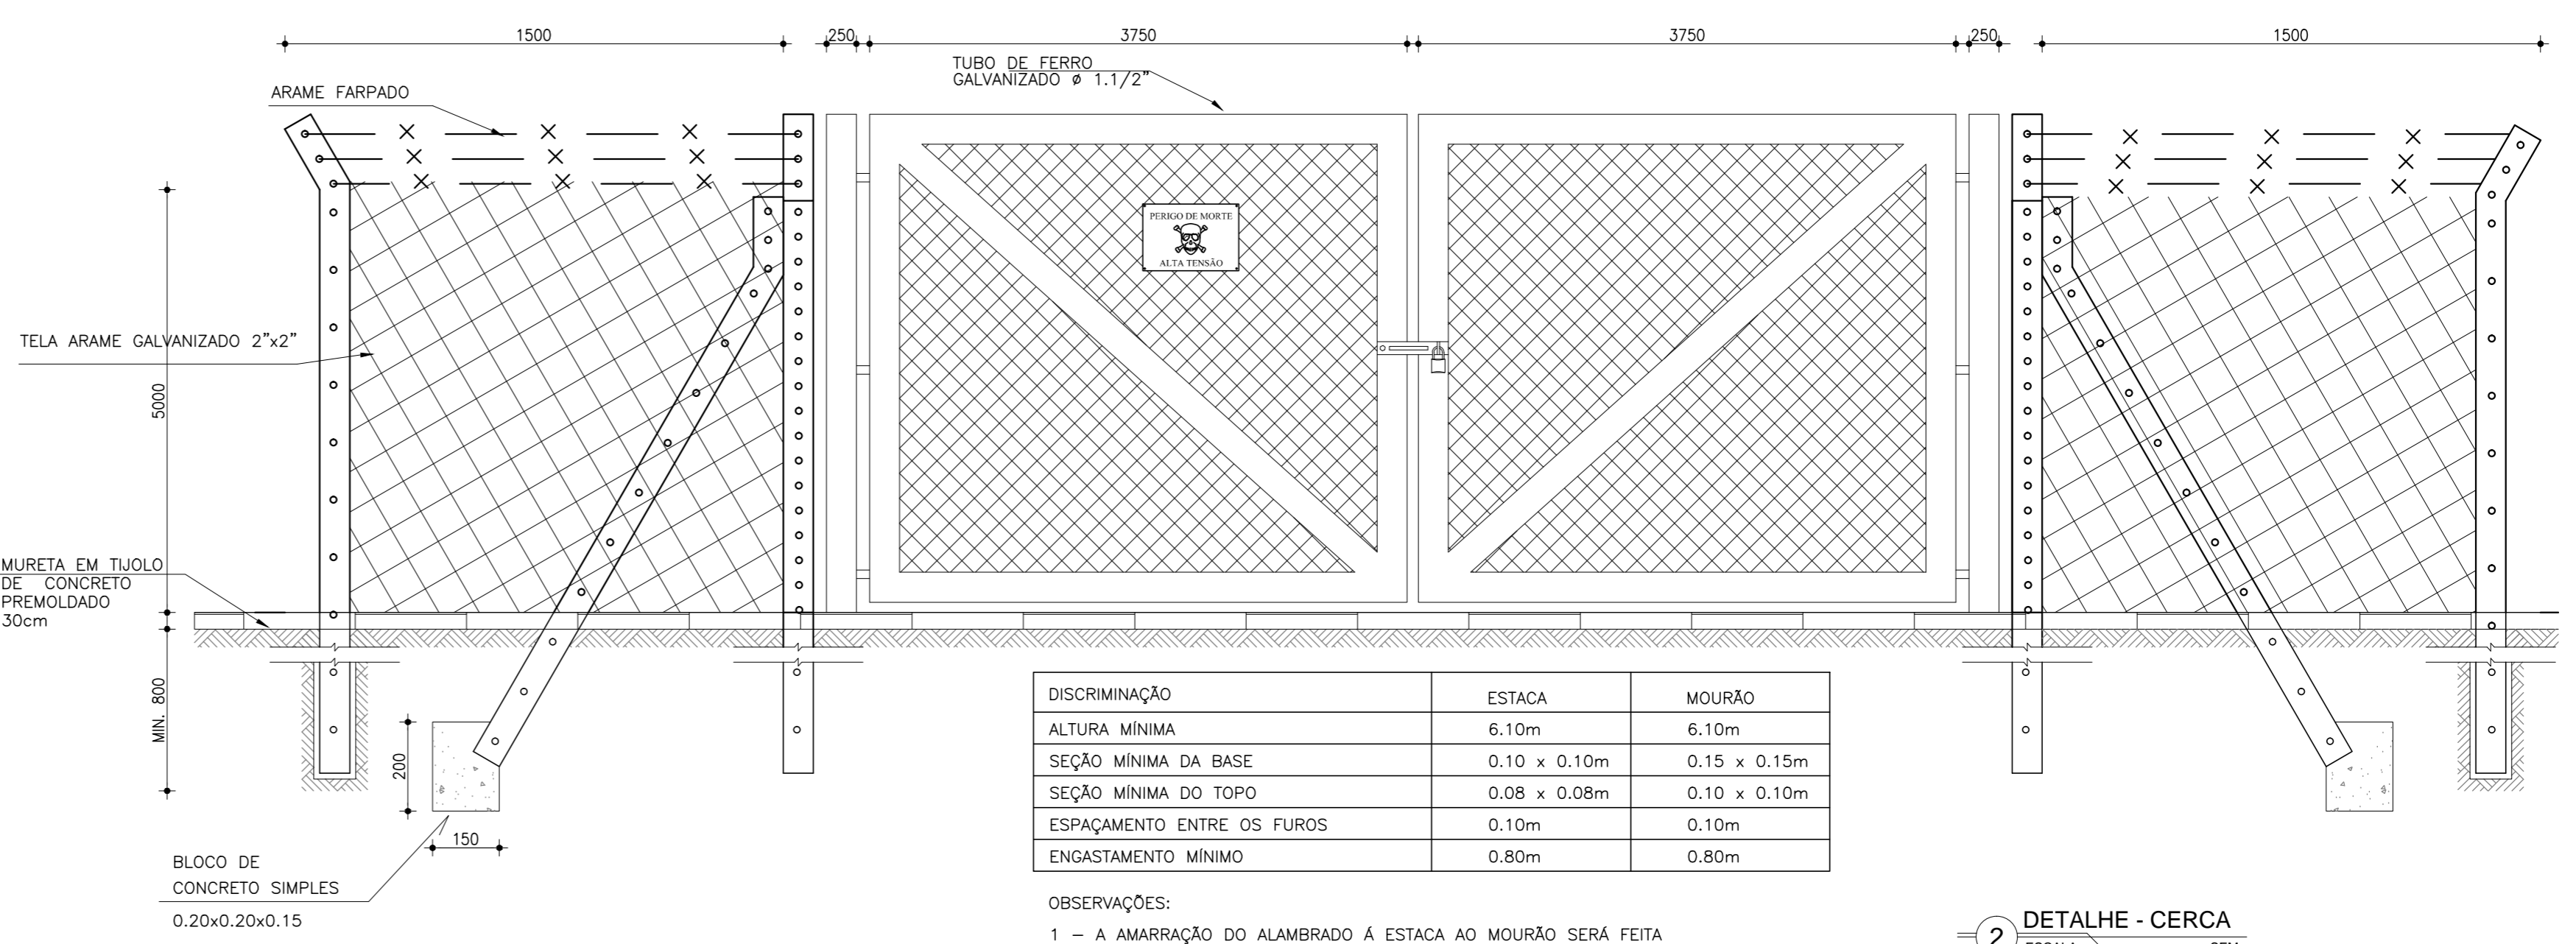 1500
250
3750
3750
250
1500
TUBO DE FERRO
GALVANIZADO ø 1.1/2"
ARAME FARPADO
PERIGO DE MORTE
ALTA TENSÃO
TELA ARAME GALVANIZADO 2"x2"
5000
MURETA EM TIJOLO
DE CONCRETO
PREMOLDADO
30cm
MIN. 800
200
150
BLOCO DE
CONCRETO SIMPLES
0.20x0.20x0.15
DISCRIMINAÇÃO ESTACA MOURÃO
ALTURA MÍNIMA 6.10m 6.10m
SEÇÃO MÍNIMA DA BASE 0.10 x 0.10m 0.15 x 0.15m
SEÇÃO MÍNIMA DO TOPO 0.08 x 0.08m 0.10 x 0.10m
ESPAÇAMENTO ENTRE OS FUROS 0.10m 0.10m
ENGASTAMENTO MÍNIMO 0.80m 0.80m
OBSERVAÇÕES:
1 – A AMARRAÇÃO DO ALAMBRADO Á ESTACA AO MOURÃO SERÁ FEITA
2 DETALHE - CERCA